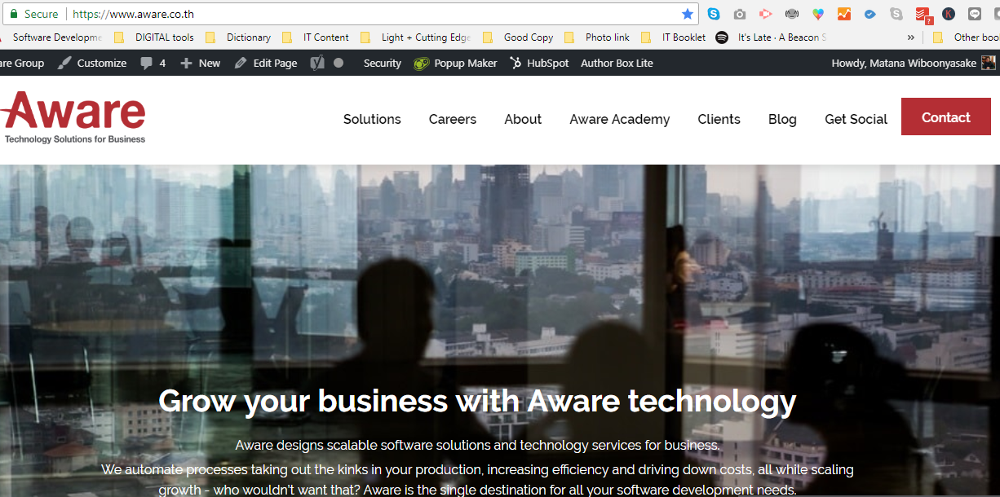 Secure https://www.aware.co.th
Software Developme DIGITAL tools Dictionary IT Content Light + Cutting Edge Good Copy Photo link IT Booklet It's Late · A Beacon S » Other boo
are Group Customize 4 New Edit Page Security Popup Maker HubSpot Author Box Lite Howdy, Matana Wiboonyasake
Aware
Technology Solutions for Business
Solutions Careers About Aware Academy Clients Blog Get Social Contact
Grow your business with Aware technology
Aware designs scalable software solutions and technology services for business.
We automate processes taking out the kinks in your production, increasing efficiency and driving down costs, all while scaling
growth - who wouldn't want that? Aware is the single destination for all your software development needs.